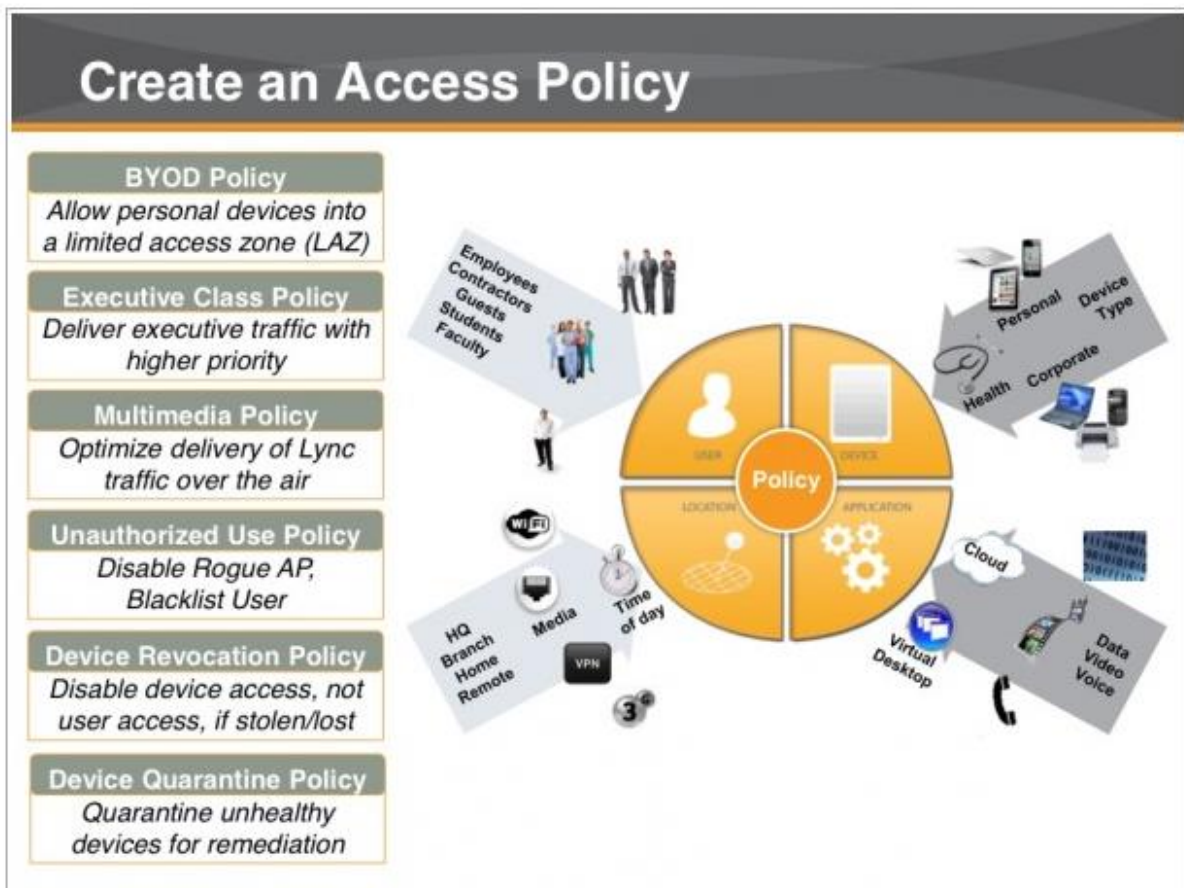 Create an Access Policy
BYOD Policy
Allow personal devices into
a limited access zone (LAZ)
Executive Class Policy
Deliver executive traffic with
higher priority
Multimedia Policy
Optimize delivery of Lync
traffic over the air
Unauthorized Use Policy
Disable Rogue AP,
Blacklist User
Device Revocation Policy
Disable device access, not
user access, if stolen/lost
Device Quarantine Policy
Quarantine unhealthy
devices for remediation
Employees
Contractors
Guests
Students
Faculty
Personal
Device
Type
Health
Corporate
USER
DEVICE
Policy
LOCATION
APPLICATION
WiFi
Media
Time
of day
HQ
Branch
Home
Remote
VPN
3G
Cloud
Virtual
Desktop
Data
Video
Voice